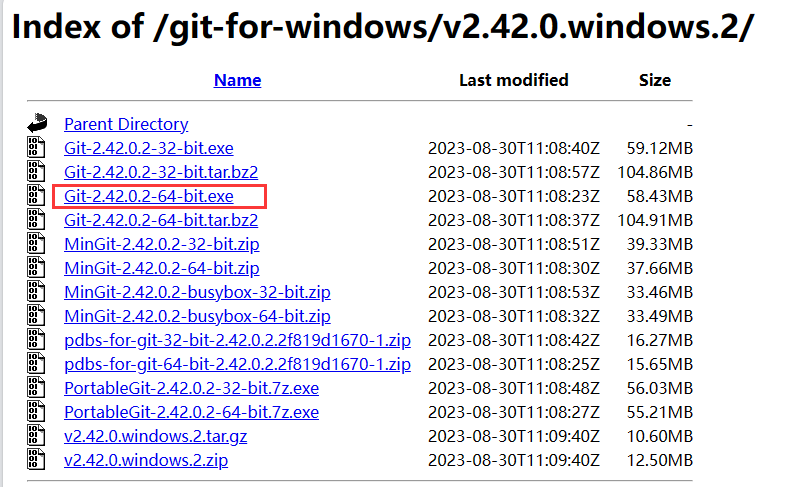 Index of /git-for-windows/v2.42.0.windows.2/
Name Last modified Size
Parent Directory -
Git-2.42.0.2-32-bit.exe 2023-08-30T11:08:40Z 59.12MB
Git-2.42.0.2-32-bit.tar.bz2 2023-08-30T11:08:57Z 104.86MB
Git-2.42.0.2-64-bit.exe 2023-08-30T11:08:23Z 58.43MB
Git-2.42.0.2-64-bit.tar.bz2 2023-08-30T11:08:37Z 104.91MB
MinGit-2.42.0.2-32-bit.zip 2023-08-30T11:08:51Z 39.33MB
MinGit-2.42.0.2-64-bit.zip 2023-08-30T11:08:30Z 37.66MB
MinGit-2.42.0.2-busybox-32-bit.zip 2023-08-30T11:08:53Z 33.46MB
MinGit-2.42.0.2-busybox-64-bit.zip 2023-08-30T11:08:32Z 33.49MB
pdbs-for-git-32-bit-2.42.0.2.2f819d1670-1.zip 2023-08-30T11:08:42Z 16.27MB
pdbs-for-git-64-bit-2.42.0.2.2f819d1670-1.zip 2023-08-30T11:08:25Z 15.65MB
PortableGit-2.42.0.2-32-bit.7z.exe 2023-08-30T11:08:48Z 56.03MB
PortableGit-2.42.0.2-64-bit.7z.exe 2023-08-30T11:08:27Z 55.21MB
v2.42.0.windows.2.tar.gz 2023-08-30T11:09:40Z 10.60MB
v2.42.0.windows.2.zip 2023-08-30T11:09:40Z 12.50MB